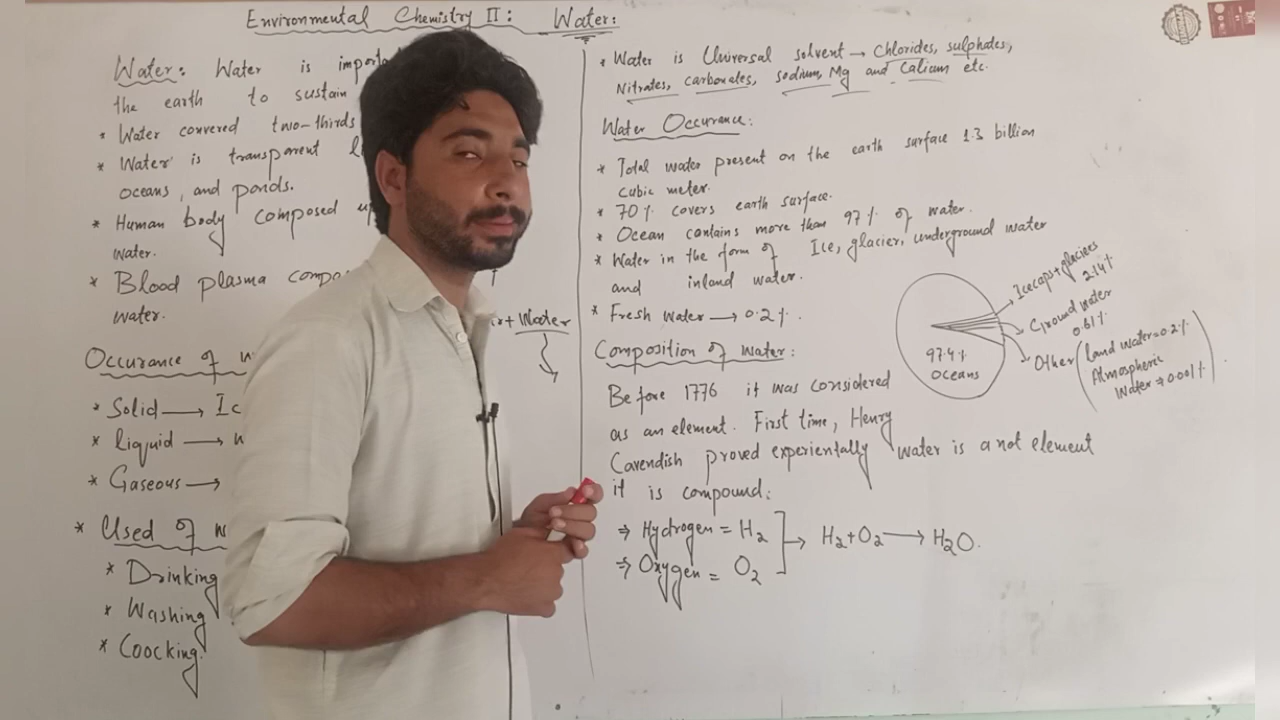 Environmental Chemistry II: Water:
Water: Water is
the earth to sustain
* Water convered two-thirds
* Water is transparent
oceans, and ponds.
* Human body composed
water.
* Blood plasma
water.
+ Water
Occurance of
* Solid →
* liquid →
* Gaseous →
* Used of
* Drinking
* Washing
* Coocking.
* Water is Universal solvent → Chlorides, sulphates,
Nitrates, carbonates, sodium, Mg and Calium etc.
Water Occurance:
* Total water present on the earth surface 1.3 billion
cubic meter.
* 70% covers earth surface.
* Ocean contains more than 97% of water.
* Water in the form of Ice, glacier, underground water
and inland water.
* Fresh Water → 0.2%.
97.4%
oceans
Icecaps+glaciers
2.14%
Ground water
0.61%
Other (Land water=0.2%
Atmospheric
Water → 0.001%).
Composition of water:
Before 1776 it was considered
as an element. First time, Henry
Cavendish proved experientally water is a not element
it is compound:
⇒ Hydrogen = H₂
⇒ Oxygen = O₂
→ H₂+O₂ → H₂O.